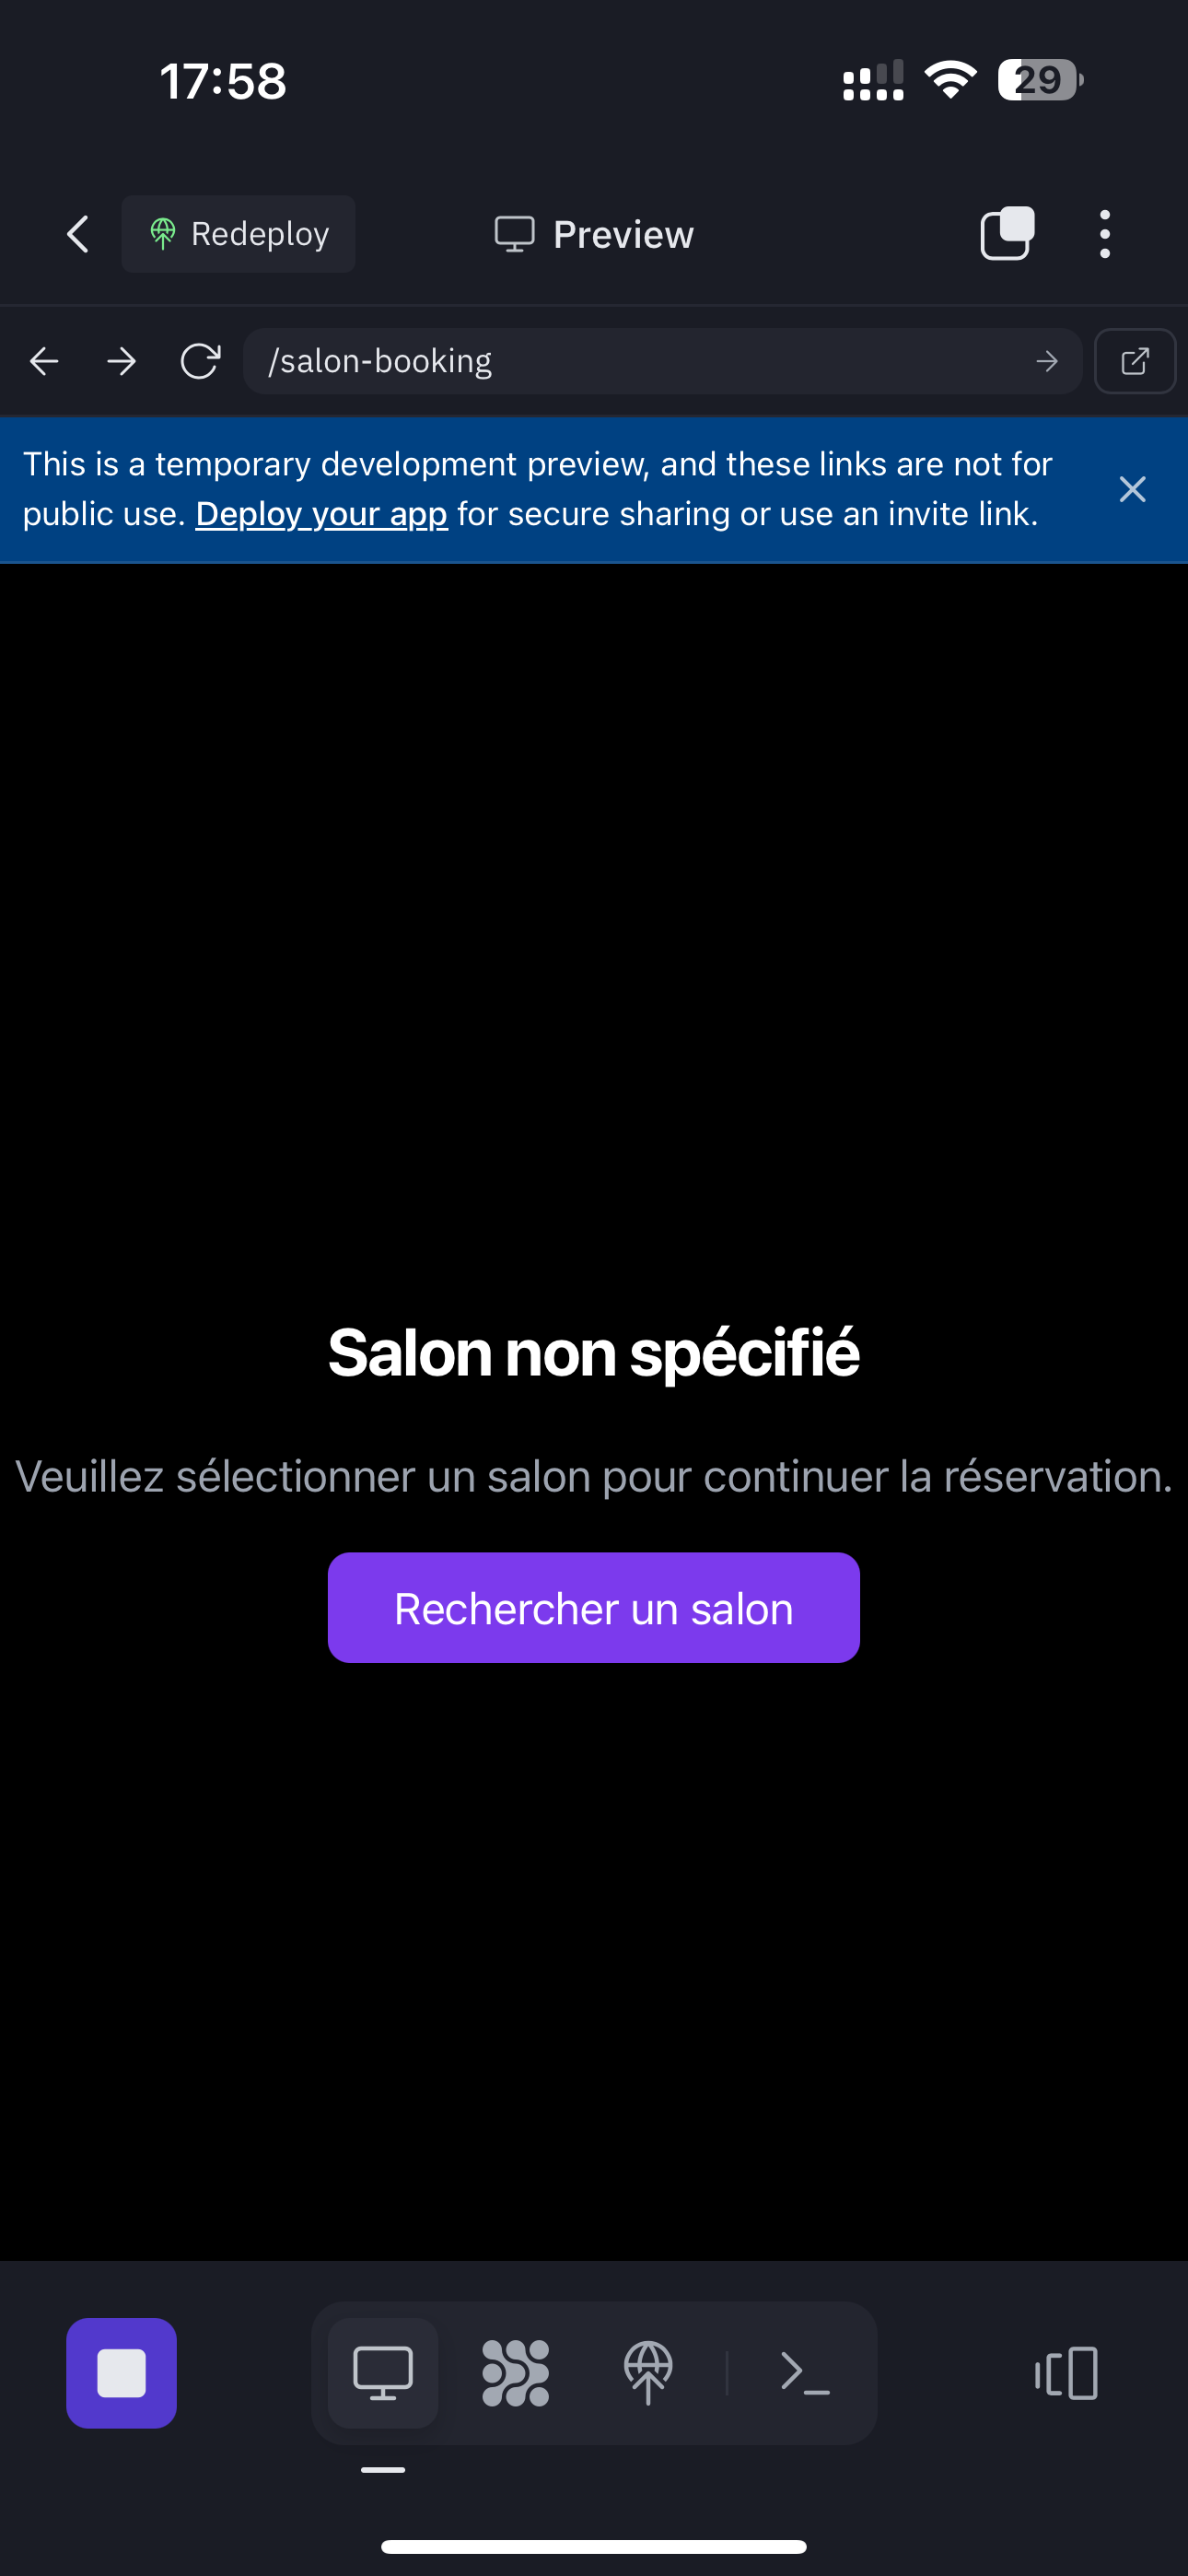 17:58
29
Redeploy
Preview
/salon-booking
This is a temporary development preview, and these links are not for
public use. Deploy your app for secure sharing or use an invite link.
Salon non spécifié
Veuillez sélectionner un salon pour continuer la réservation.
Rechercher un salon